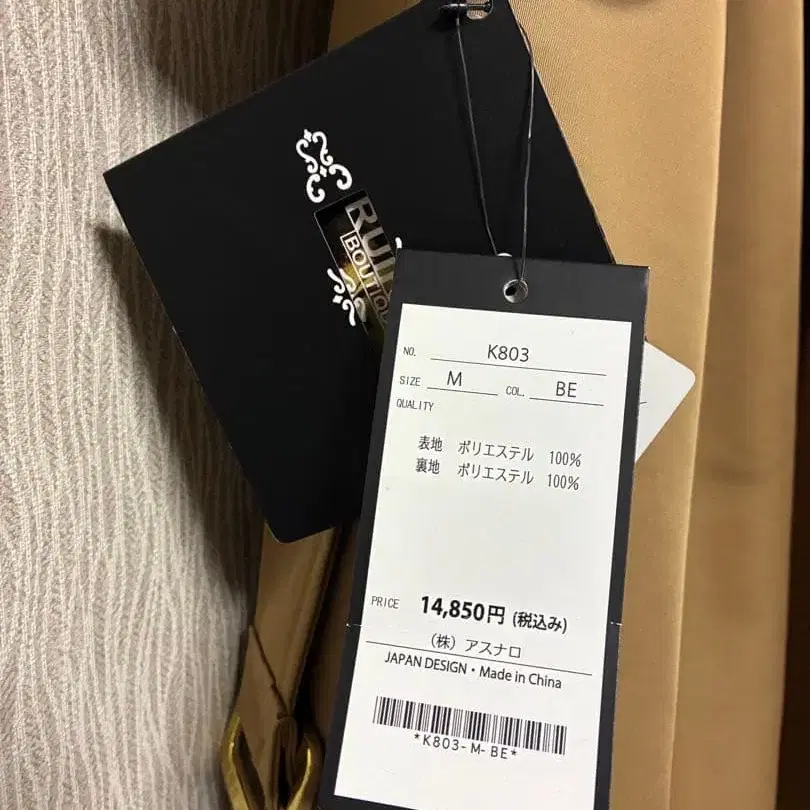 BOUTIQ
NO. K803
SIZE M COL. BE
QUALITY
表地 ポリエステル 100%
裏地 ポリエステル 100%
PRICE 14,850円 (税込み)
(株) アスナロ
JAPAN DESIGN・Made in China
*K803-M-BE*